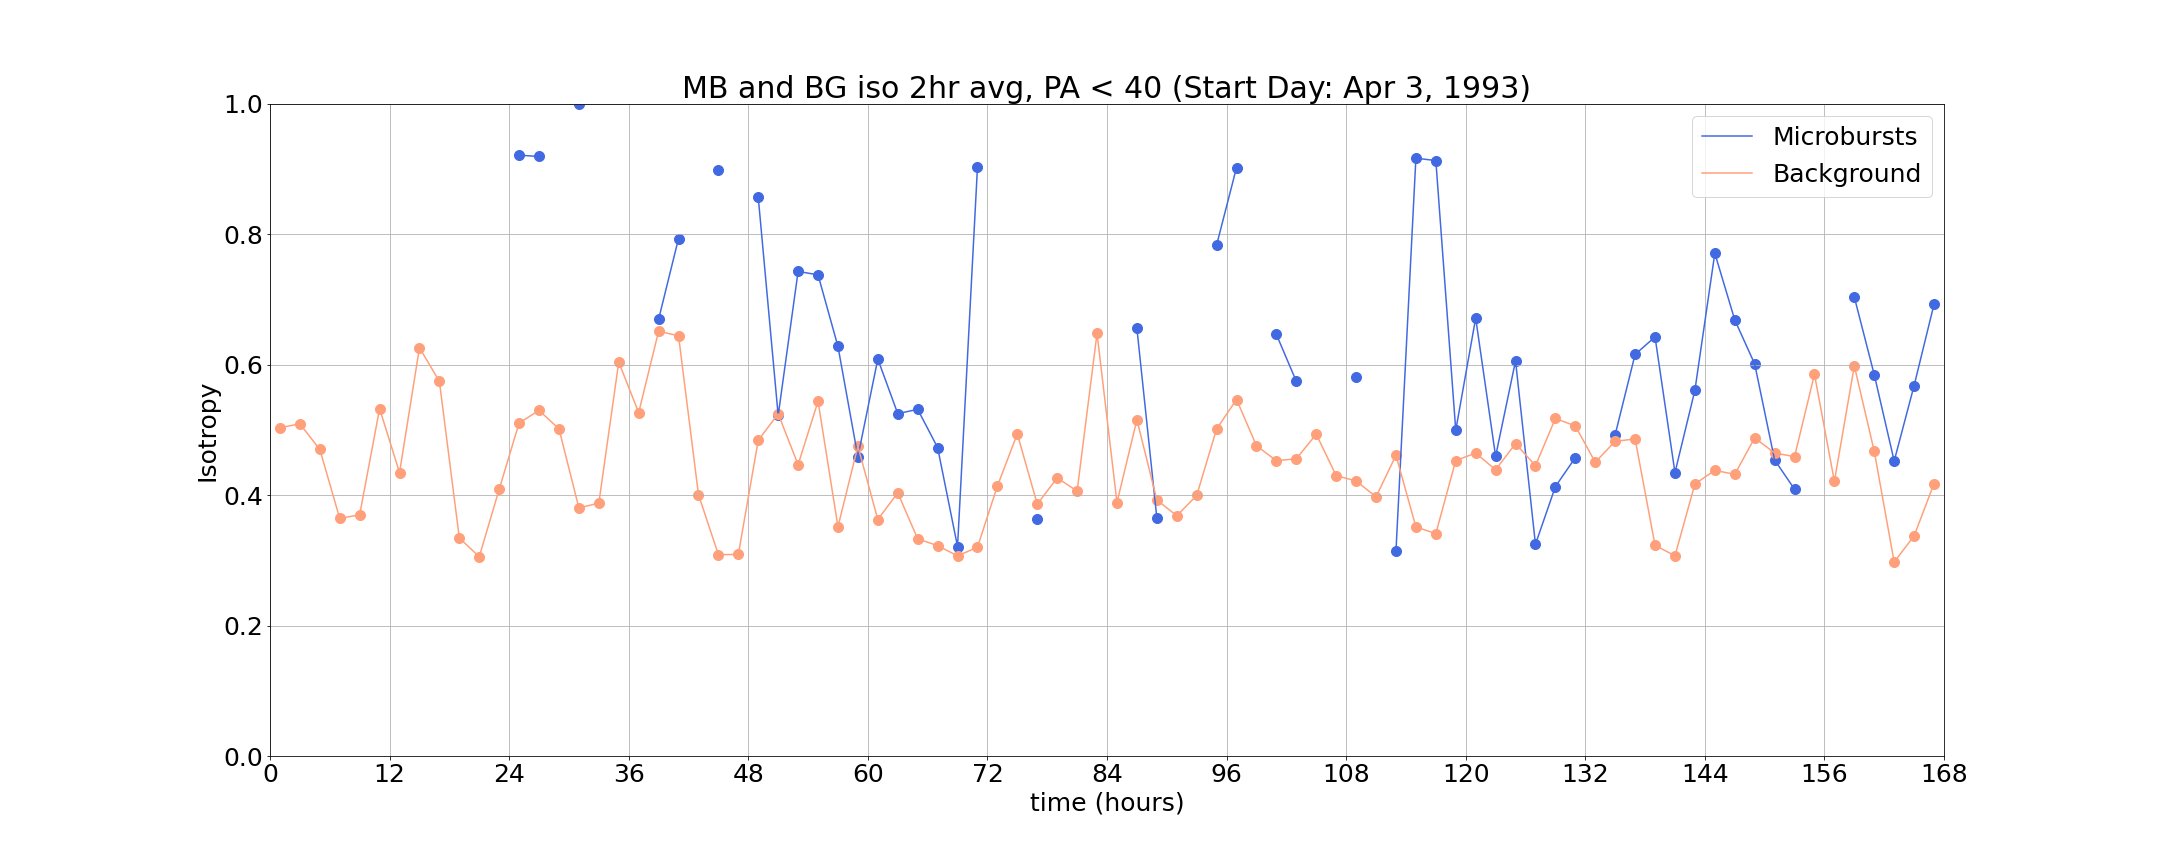 MB and BG iso 2hr avg, PA < 40 (Start Day: Apr 3, 1993)
Microbursts
Background
1.0
0.8
0.6
0.4
0.2
0.0
Isotropy
0 12 24 36 48 60 72 84 96 108 120 132 144 156 168
time (hours)